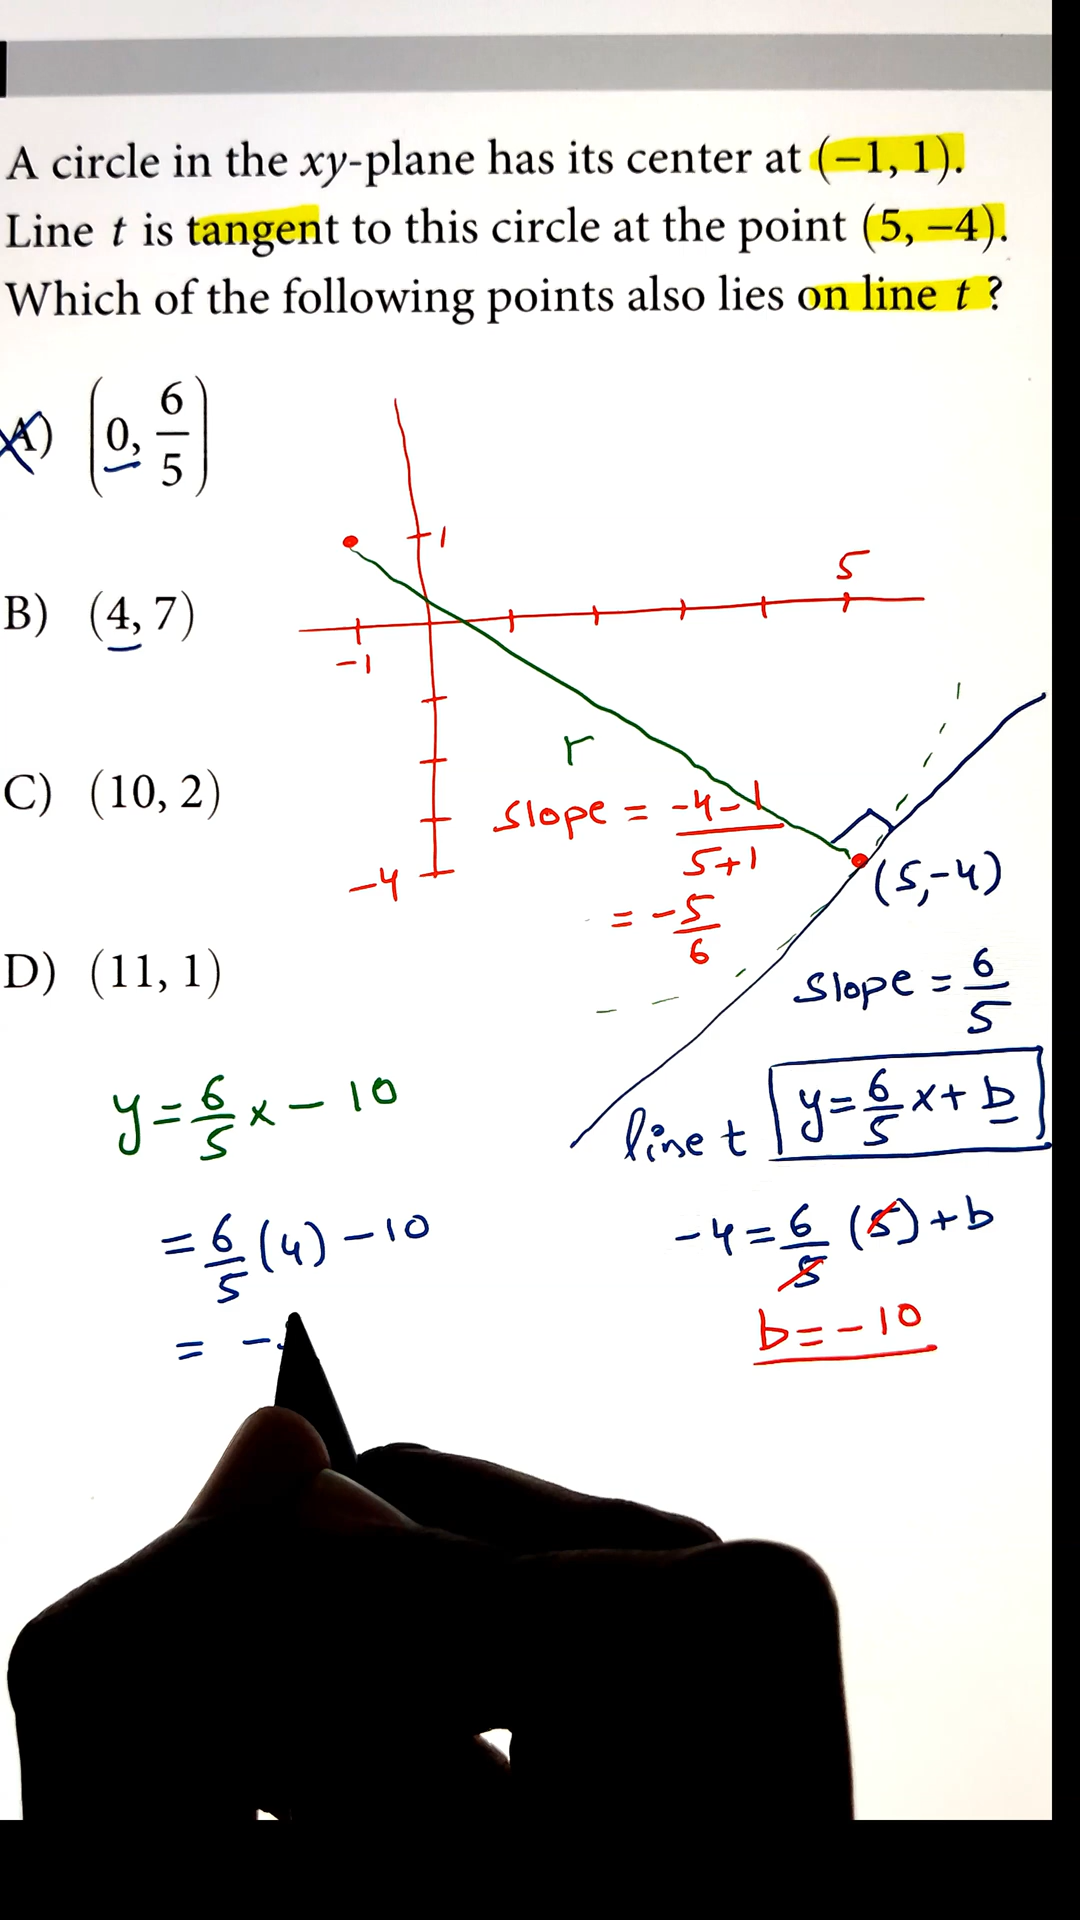 A circle in the xy-plane has its center at (−1, 1).
Line t is tangent to this circle at the point (5, −4).
Which of the following points also lies on line t ?
A) (0, 6/5)
B) (4, 7)
C) (10, 2)
D) (11, 1)
1
5
-1
-4
r
slope = -4-1/5+1
= -5/6
(5,-4)
slope = 6/5
line t y=6/5 x+b
-4=6/5 (5)+b
b=-10
y=6/5 x-10
=6/5 (4)-10
= -